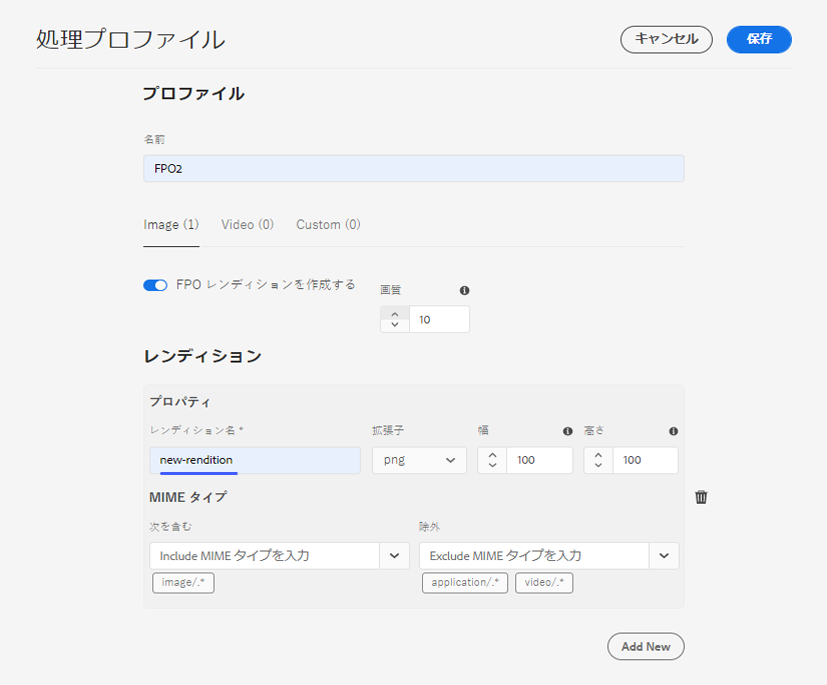 処理プロファイル
キャンセル
保存
プロファイル
名前
FPO2
Image (1) Video (0) Custom (0)
FPO レンディションを作成する
画質
10
レンディション
プロパティ
レンディション名 * 拡張子 幅 高さ
new-rendition png 100 100
MIME タイプ
次を含む 除外
Include MIME タイプを入力 Exclude MIME タイプを入力
image/.* application/.* video/.*
Add New